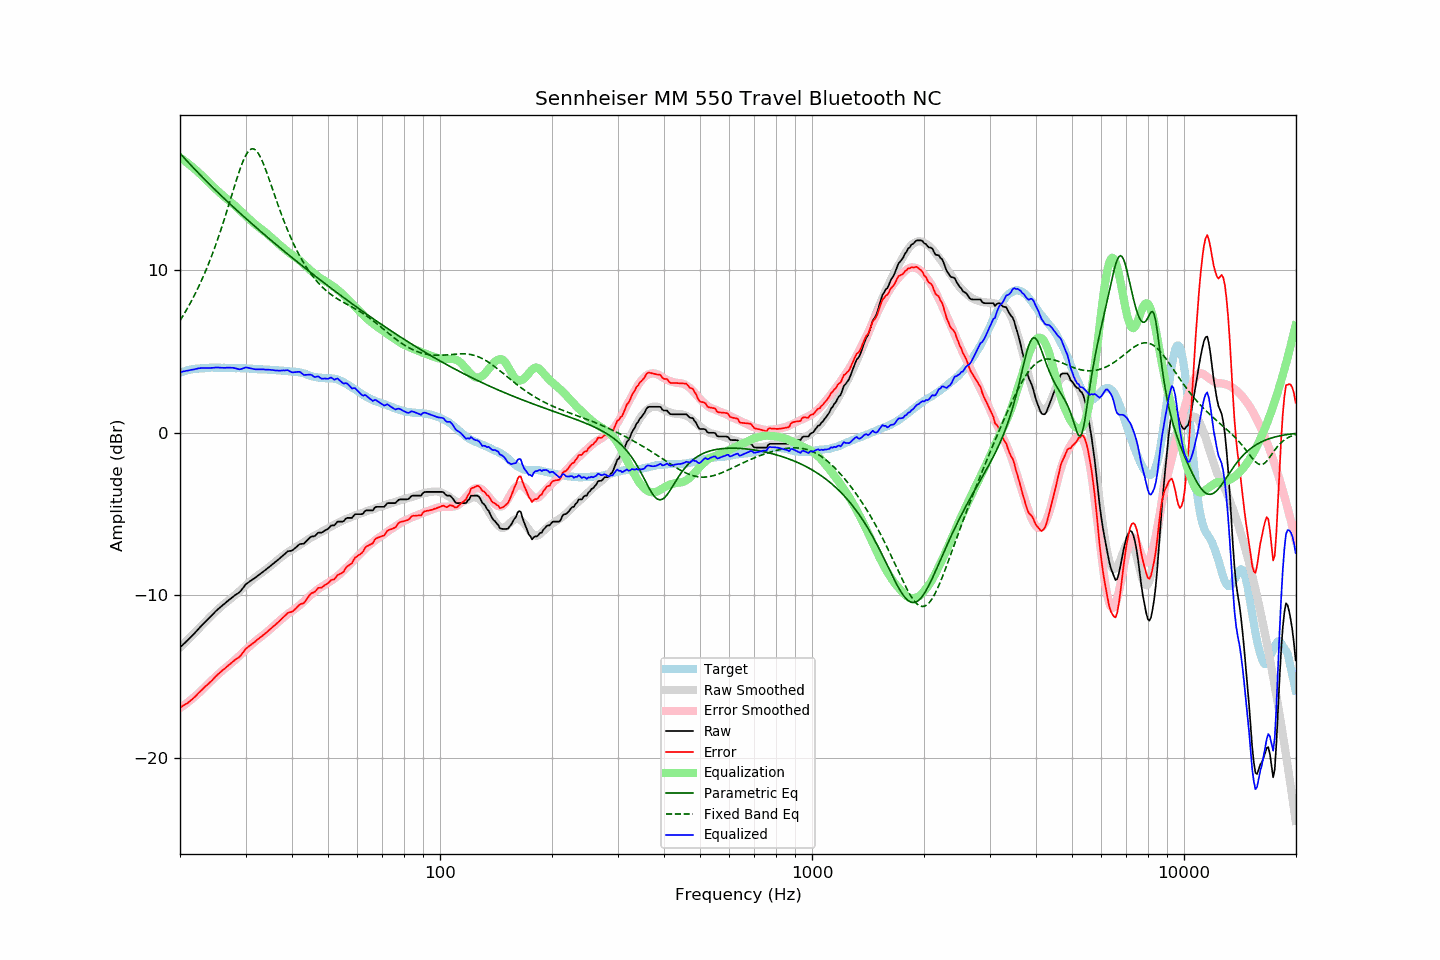 Sennheiser MM 550 Travel Bluetooth NC
Amplitude (dBr)
10
0
−10
−20
Target
Raw Smoothed
Error Smoothed
Raw
Error
Equalization
Parametric Eq
Fixed Band Eq
Equalized
100
1000
10000
Frequency (Hz)